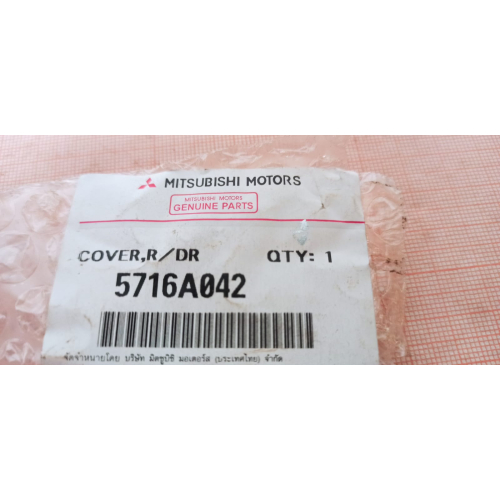 MITSUBISHI MOTORS
MITSUBISHI MOTORS
GENUINE PARTS
COVER,R/DR QTY: 1
5716A042
จัดจำหน่ายโดย บริษัท มิตซูบิชิ มอเตอร์ส (ประเทศไทย) จำกัด